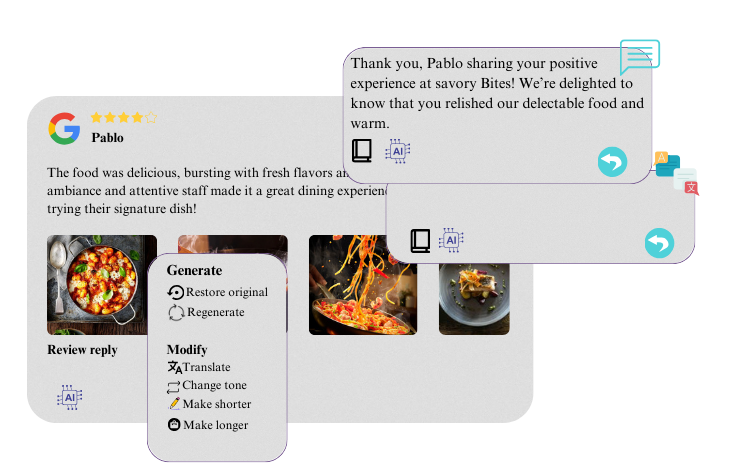 Thank you, Pablo sharing your positive
experience at savory Bites! We're delighted to
know that you relished our delectable food and
warm.
AI
Pablo
The food was delicious, bursting with fresh flavors
ambiance and attentive staff made it a great dining
trying their signature dish!
A
文
AI
Generate
Restore original
Regenerate
Review reply
Modify
Translate
Change tone
Make shorter
Make longer
AI